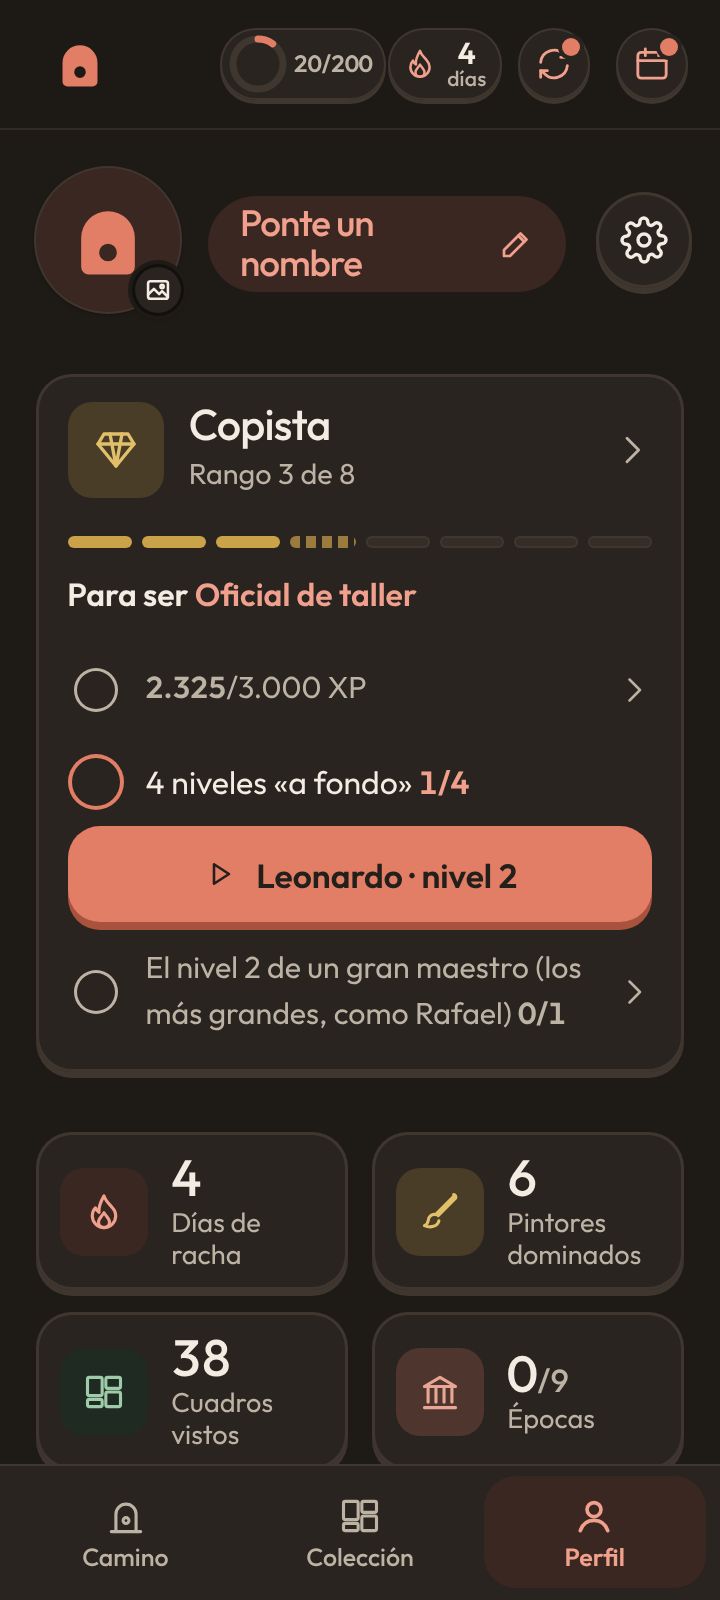 20/200
4
días
Ponte un
nombre
Copista
Rango 3 de 8
Para ser Oficial de taller
2.325/3.000 XP
4 niveles «a fondo» 1/4
Leonardo · nivel 2
El nivel 2 de un gran maestro (los
más grandes, como Rafael) 0/1
4
Días de
racha
6
Pintores
dominados
38
Cuadros
vistos
0/9
Épocas
Camino
Colección
Perfil